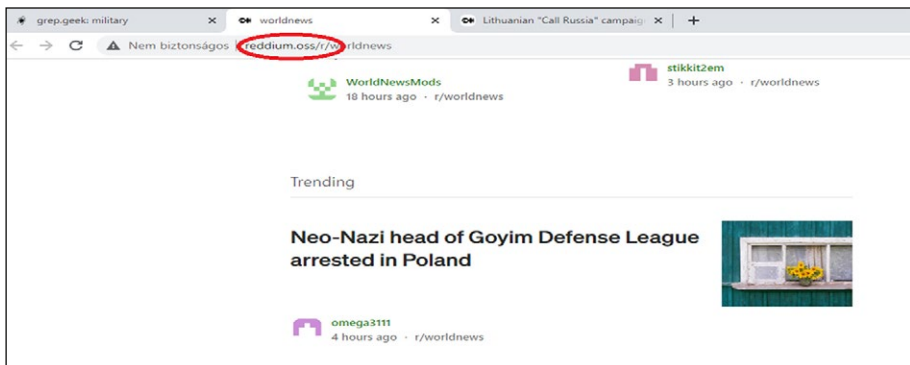 grep.geek: military
worldnews
Lithuanian "Call Russia" campaig
Nem biztonságos reddium.oss/r/worldnews
WorldNewsMods
18 hours ago · r/worldnews
stikkit2em
3 hours ago · r/worldnews
Trending
Neo-Nazi head of Goyim Defense League
arrested in Poland
omega3111
4 hours ago · r/worldnews